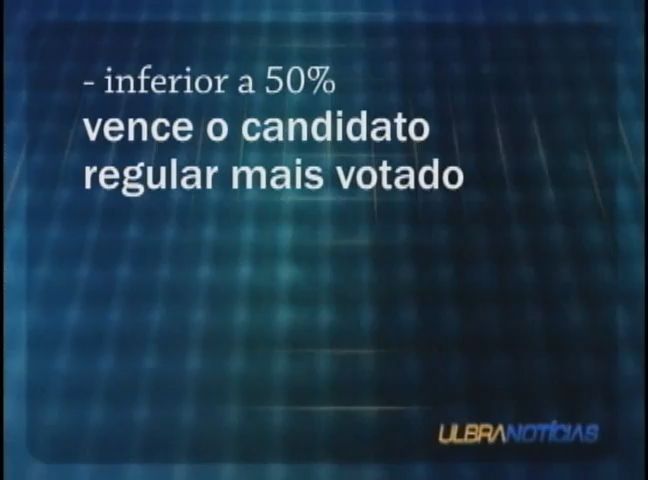 - inferior a 50%
vence o candidato
regular mais votado
ULBRANOTÍCIAS